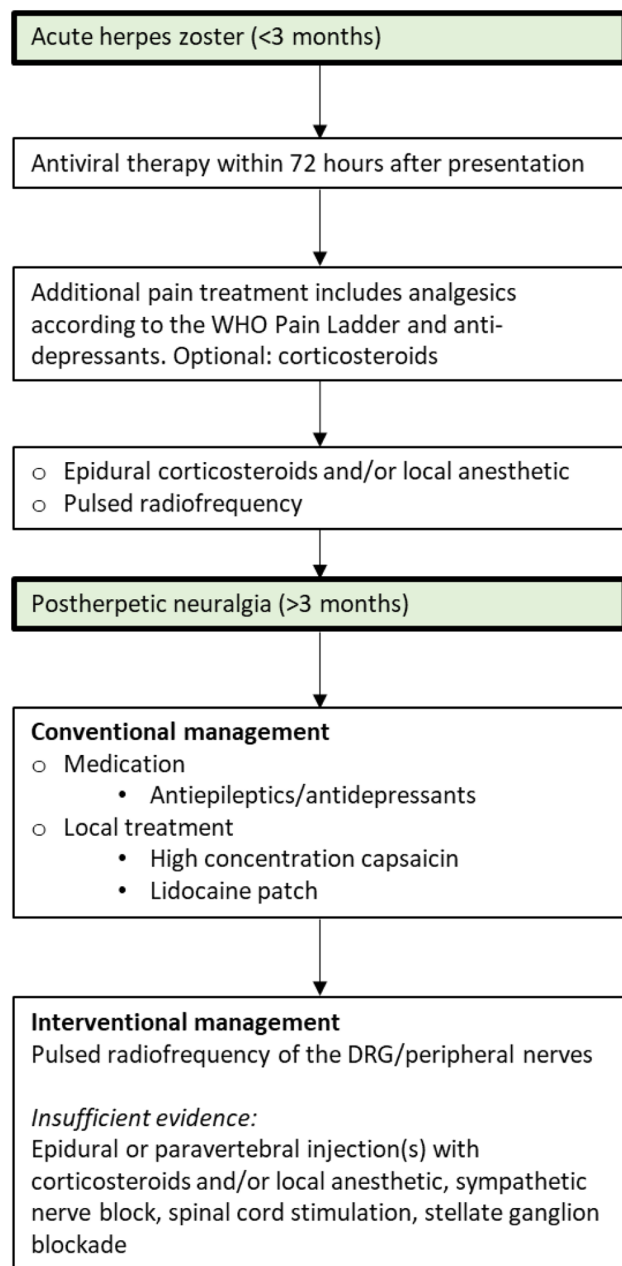 Acute herpes zoster (<3 months)
Antiviral therapy within 72 hours after presentation
Additional pain treatment includes analgesics
according to the WHO Pain Ladder and anti-
depressants. Optional: corticosteroids
o Epidural corticosteroids and/or local anesthetic
o Pulsed radiofrequency
Postherpetic neuralgia (>3 months)
Conventional management
o Medication
• Antiepileptics/antidepressants
o Local treatment
• High concentration capsaicin
• Lidocaine patch
Interventional management
Pulsed radiofrequency of the DRG/peripheral nerves
Insufficient evidence:
Epidural or paravertebral injection(s) with
corticosteroids and/or local anesthetic, sympathetic
nerve block, spinal cord stimulation, stellate ganglion
blockade